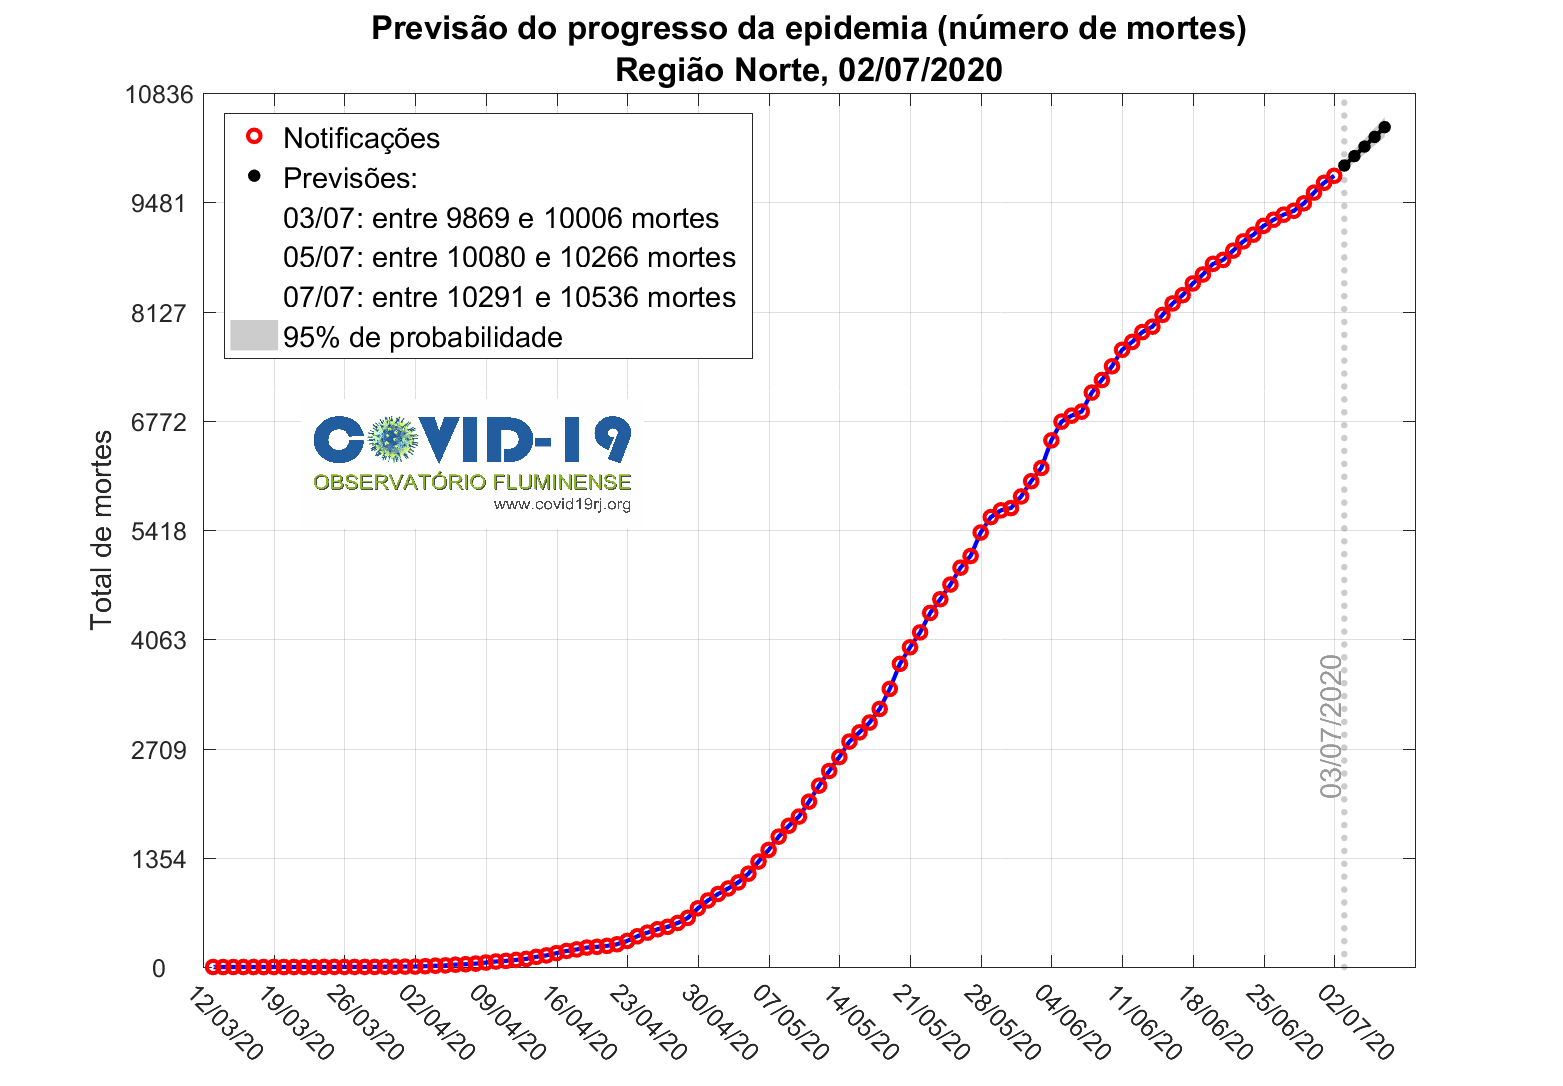 Previsão do progresso da epidemia (número de mortes)
Região Norte, 02/07/2020
Notificações
Previsões:
03/07: entre 9869 e 10006 mortes
05/07: entre 10080 e 10266 mortes
07/07: entre 10291 e 10536 mortes
95% de probabilidade
COVID-19
OBSERVATÓRIO FLUMINENSE
www.covid19rj.org
Total de mortes
10836
9481
8127
6772
5418
4063
2709
1354
0
03/07/2020
12/03/20
19/03/20
26/03/20
02/04/20
09/04/20
16/04/20
23/04/20
30/04/20
07/05/20
14/05/20
21/05/20
28/05/20
04/06/20
11/06/20
18/06/20
25/06/20
02/07/20